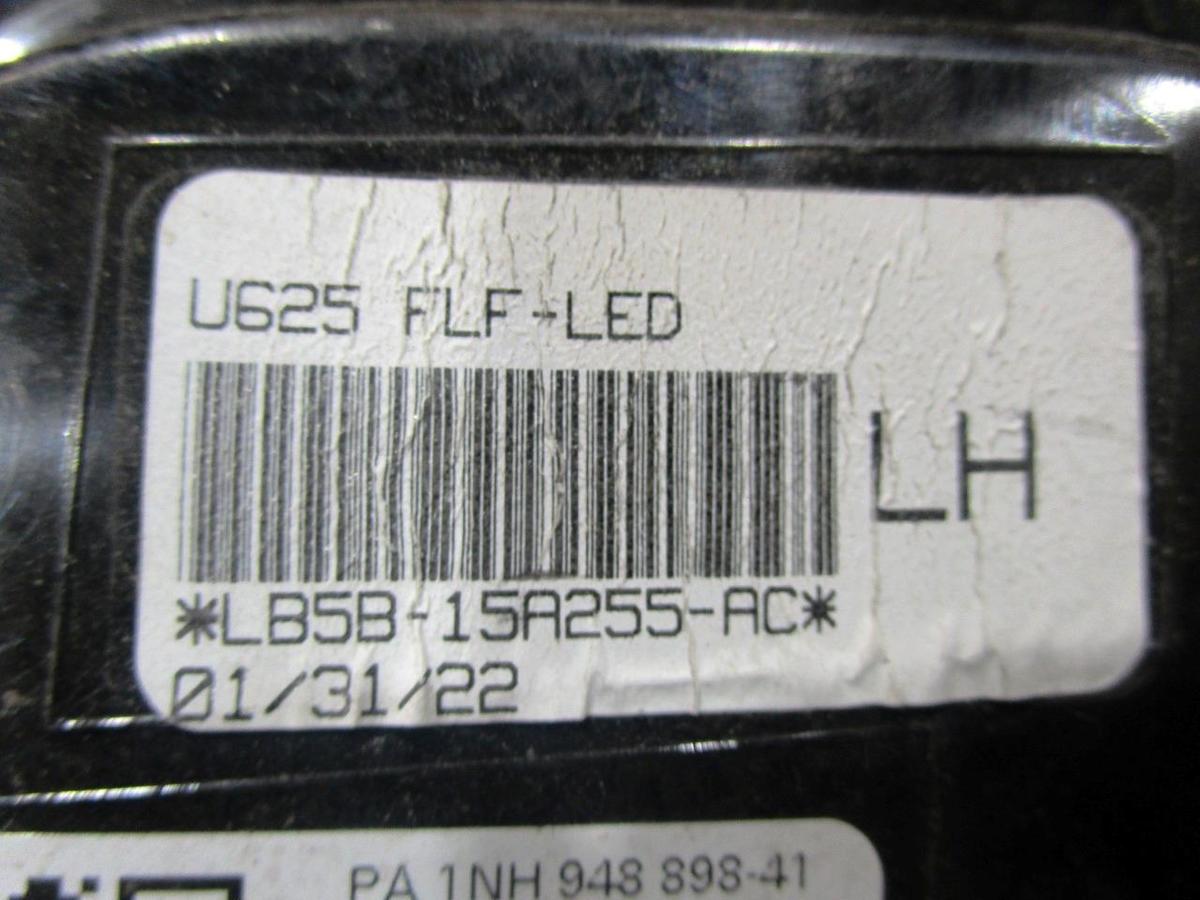 U625 FLF-LED
LH
*LB5B-15A255-AC*
01/31/22
PA 1NH 948 898-41